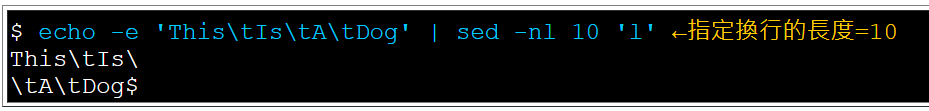 $ echo -e 'This\tIs\tA\tDog' | sed -nl 10 'l' ←指定換行的長度=10
This\tIs\
\tA\tDog$